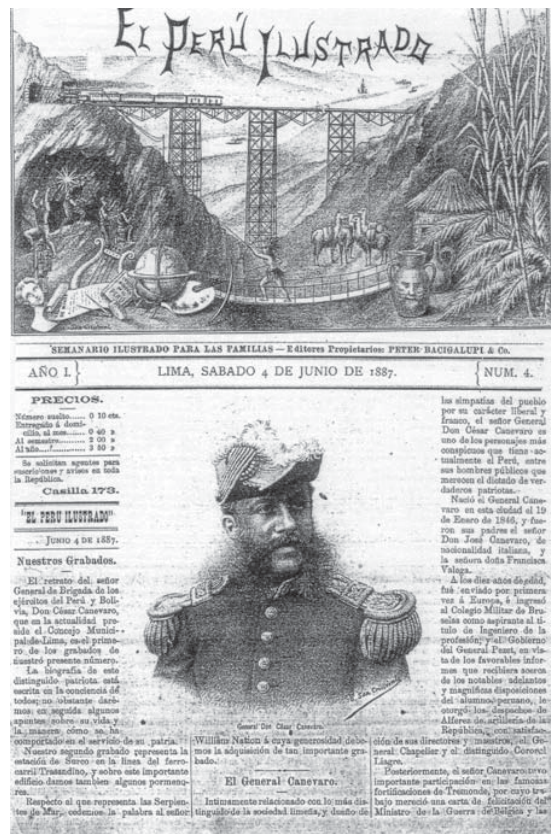 EL PERÚ ILUSTRADO
SEMANARIO ILUSTRADO PARA LAS FAMILIAS — Editores Propietarios: PETER BACIGALUPI & Co.
AÑO I.
LIMA, SABADO 4 DE JUNIO DE 1887.
NUM. 4.
PRECIOS.
Número suelto...... 0 10 cts.
Entregado á domi-
cilio, al mes..... 0 40 »
Al semestre........ 2 00 »
Al año............ 3 80 »
Se solicitan agentes para
suscriciones y avisos en toda
la República.
Casilla 173.
"EL PERU ILUSTRADO"
JUNIO 4 DE 1887.
Nuestros Grabados.
El retrato del señor
General de Brigada de los
ejércitos del Perú y Boli-
via, Don César Canevaro,
que en la actualidad pre-
side el Concejo Munici-
pal de Lima, es el prime-
ro de los grabados de
nuestro presente número.
La biografía de este
distinguido patriota está
escrita en la conciencia de
todos; no obstante dare-
mos en seguida algunos
apuntes sobre su vida y
la manera cómo se ha
comportado en el servicio de su patria.
Nuestro segundo grabado representa la
estación de Surco en la línea del ferro-
carril Trasandino, y sobre este importante
edificio damos tambien algunos pormeno-
res.
Respecto al que representa las Serpien-
tes de Mar, cedemos la palabra al señor
General Don César Canevaro.
William Nation á cuya generosidad debe-
mos la adquisición de tan importante gra-
bado.
El General Canevaro.
Intimamente relacionado con lo más dis-
tinguido de la sociedad limeña, y dueño de
las simpatías del pueblo
por su carácter liberal y
franco, el señor General
Don César Canevaro es
uno de los personajes más
conspicuos que tiene ac-
tualmente el Perú, entre
sus hombres públicos que
merecen el dictado de ver-
daderos patriotas.
Nació el General Cane-
varo en esta ciudad el 19
de Enero de 1846, y fue-
ron sus padres el señor
Don José Canevaro, de
nacionalidad italiana, y
la señora doña Francisca
Valega.
A los diez años de edad,
fué enviado por primera
vez á Europa, é ingresó
al Colegio Militar de Bru-
selas como aspirante al tí-
tulo de Ingeniero de la
profesión; y el Gobierno
del General Pezet, en vis-
ta de los favorables infor-
mes que recibiera acerca
de los notables adelantos
y magníficas disposiciones
del alumno peruano, le
otorgó los despachos de
Alferez de artillería de la
República, con satisfac-
ción de sus directores y maestros, el Ge-
neral Chapelier y el distinguido Coronel
Liagre.
Posteriormente, el señor Canevaro tuvo
importante participación en las famosas
fortificaciones de Tremonde, por cuyo tra-
bajo mereció una carta de felicitación del
Ministro de la Guerra de Bélgica y las